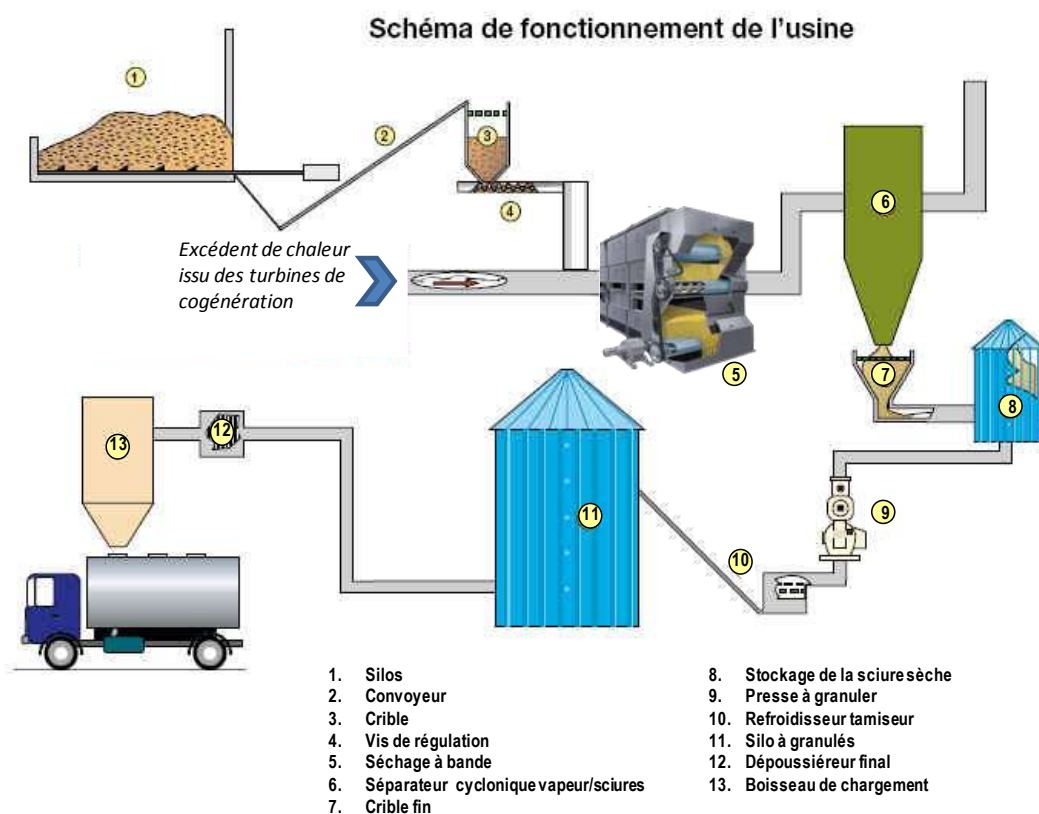 Schéma de fonctionnement de l'usine
1
2
3
4
Excédent de chaleur
issu des turbines de
cogénération
5
6
7
8
9
10
11
12
13
1. Silos
2. Convoyeur
3. Crible
4. Vis de régulation
5. Séchage à bande
6. Séparateur cyclonique vapeur/sciures
7. Crible fin
8. Stockage de la sciure sèche
9. Presse à granuler
10. Refroidisseur tamiseur
11. Silo à granulés
12. Dépoussiéreur final
13. Boisseau de chargement